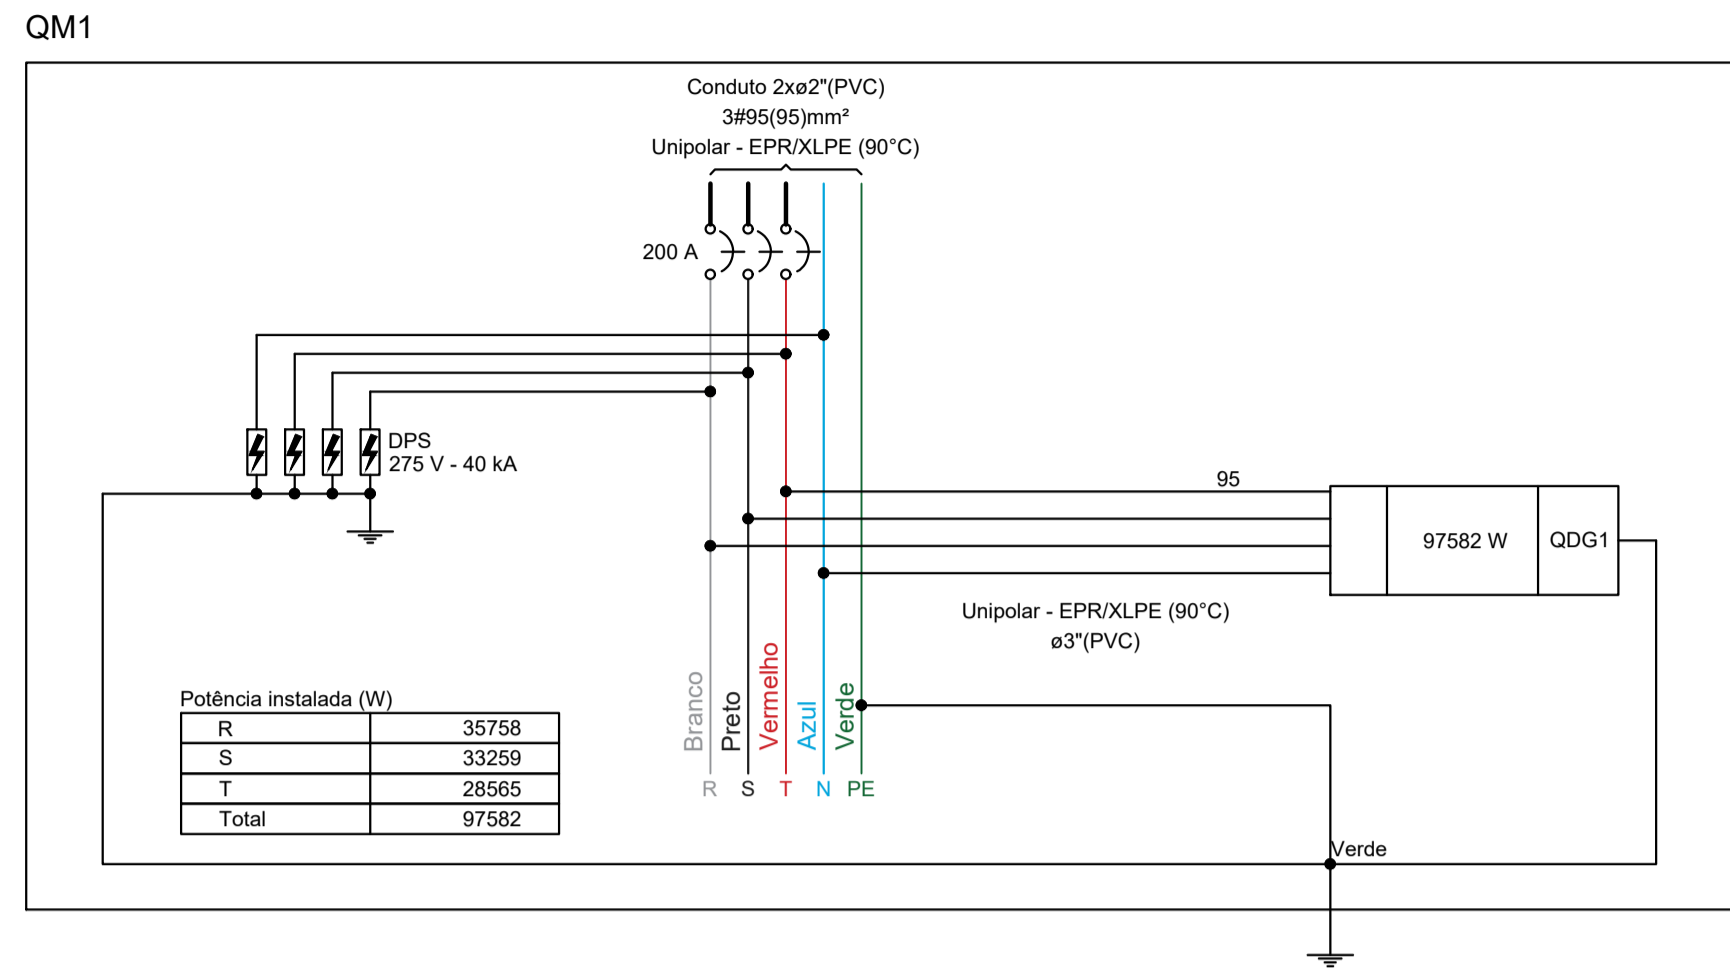 QM1
Conduto 2xø2"(PVC)
3#95(95)mm²
Unipolar - EPR/XLPE (90°C)
200 A
DPS
275 V - 40 kA
95
97582 W
QDG1
Unipolar - EPR/XLPE (90°C)
ø3"(PVC)
Branco
Preto
Vermelho
Azul
Verde
R S T N PE
Potência instalada (W)
R 35758
S 33259
T 28565
Total 97582
Verde